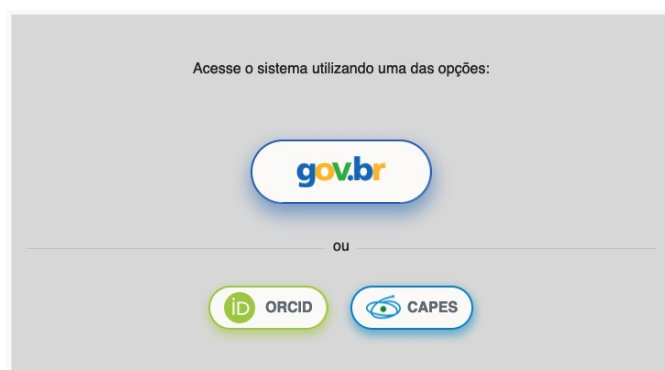 Acesse o sistema utilizando uma das opções:
gov.br
ou
iD ORCID CAPES